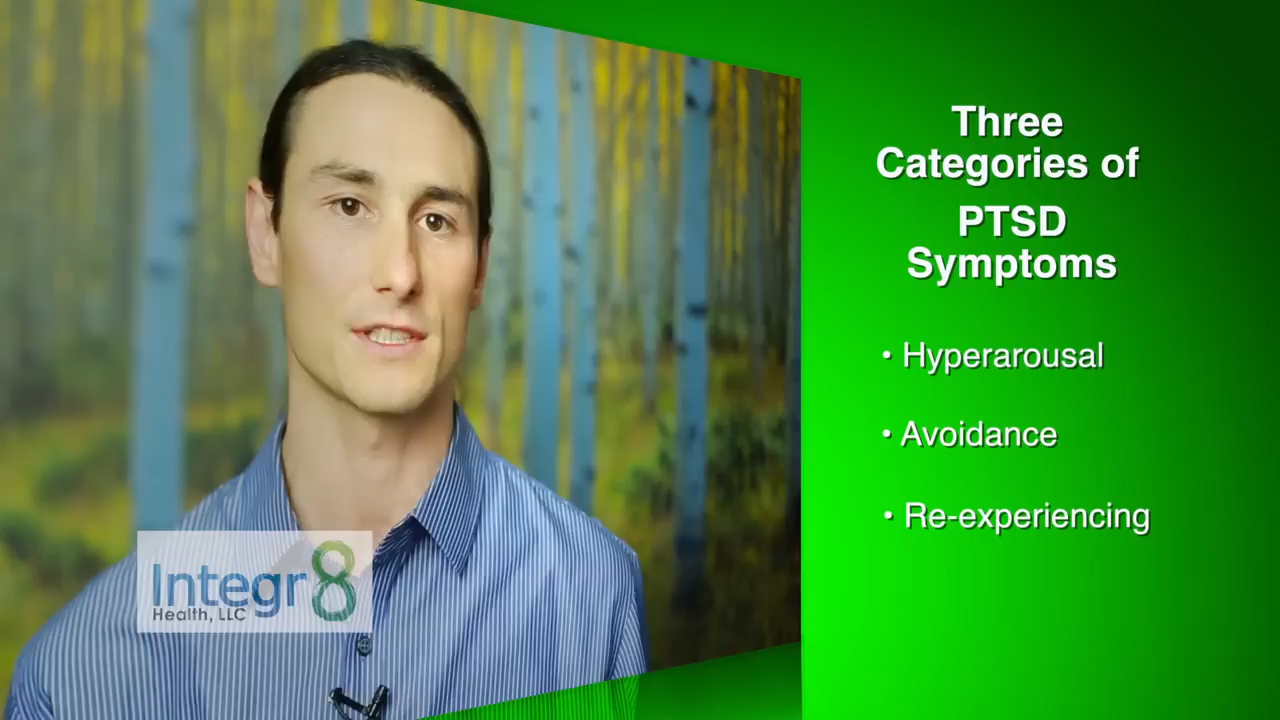 Three
Categories of
PTSD
Symptoms
• Hyperarousal
• Avoidance
• Re-experiencing
Integr8
Health, LLC